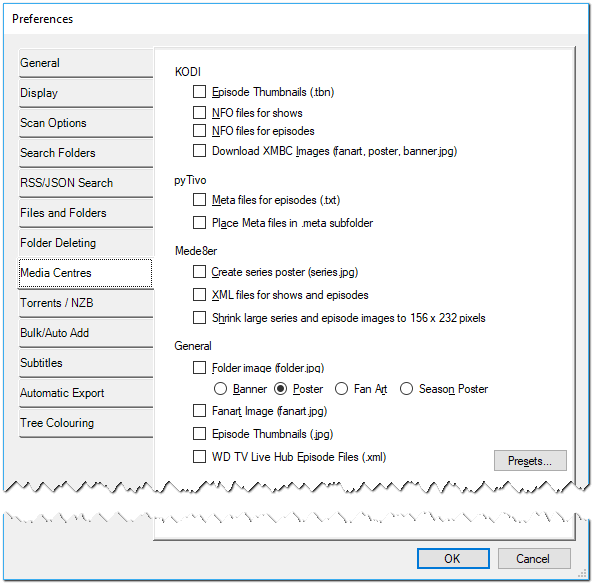 Preferences
General
Display
Scan Options
Search Folders
RSS/JSON Search
Files and Folders
Folder Deleting
Media Centres
Torrents / NZB
Bulk/Auto Add
Subtitles
Automatic Export
Tree Colouring
KODI
Episode Thumbnails (.tbn)
NFO files for shows
NFO files for episodes
Download XMBC Images (fanart, poster, banner.jpg)
pyTivo
Meta files for episodes (.txt)
Place Meta files in .meta subfolder
Mede8er
Create series poster (series.jpg)
XML files for shows and episodes
Shrink large series and episode images to 156 x 232 pixels
General
Folder image (folder.jpg)
Banner Poster Fan Art Season Poster
Fanart Image (fanart.jpg)
Episode Thumbnails (.jpg)
WD TV Live Hub Episode Files (.xml)
Presets...
OK Cancel